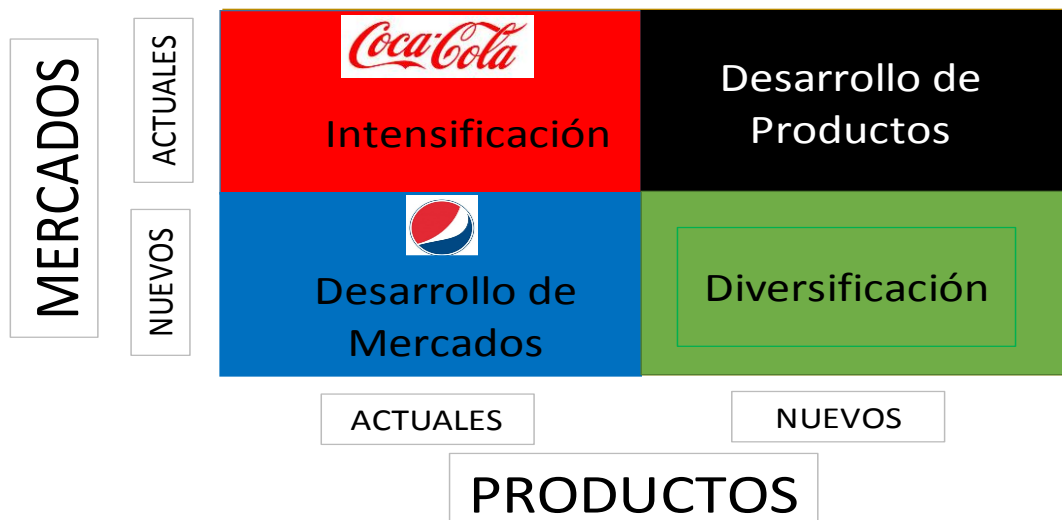 MERCADOS
ACTUALES
NUEVOS
Coca-Cola
Intensificación
Desarrollo de
Productos
Desarrollo de
Mercados
Diversificación
ACTUALES
NUEVOS
PRODUCTOS